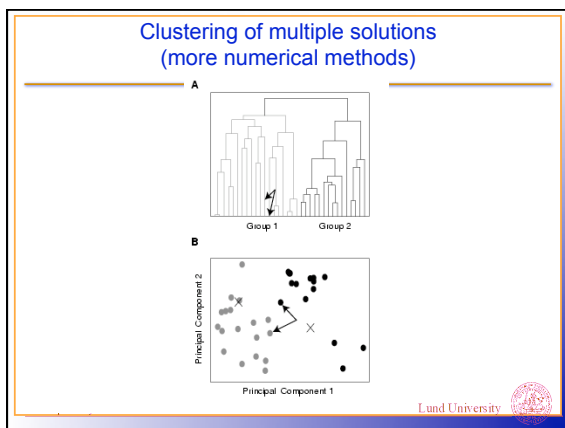 Clustering of multiple solutions
(more numerical methods)
A
Group 1 Group 2
B
Principal Component 2
Principal Component 1
Lund University